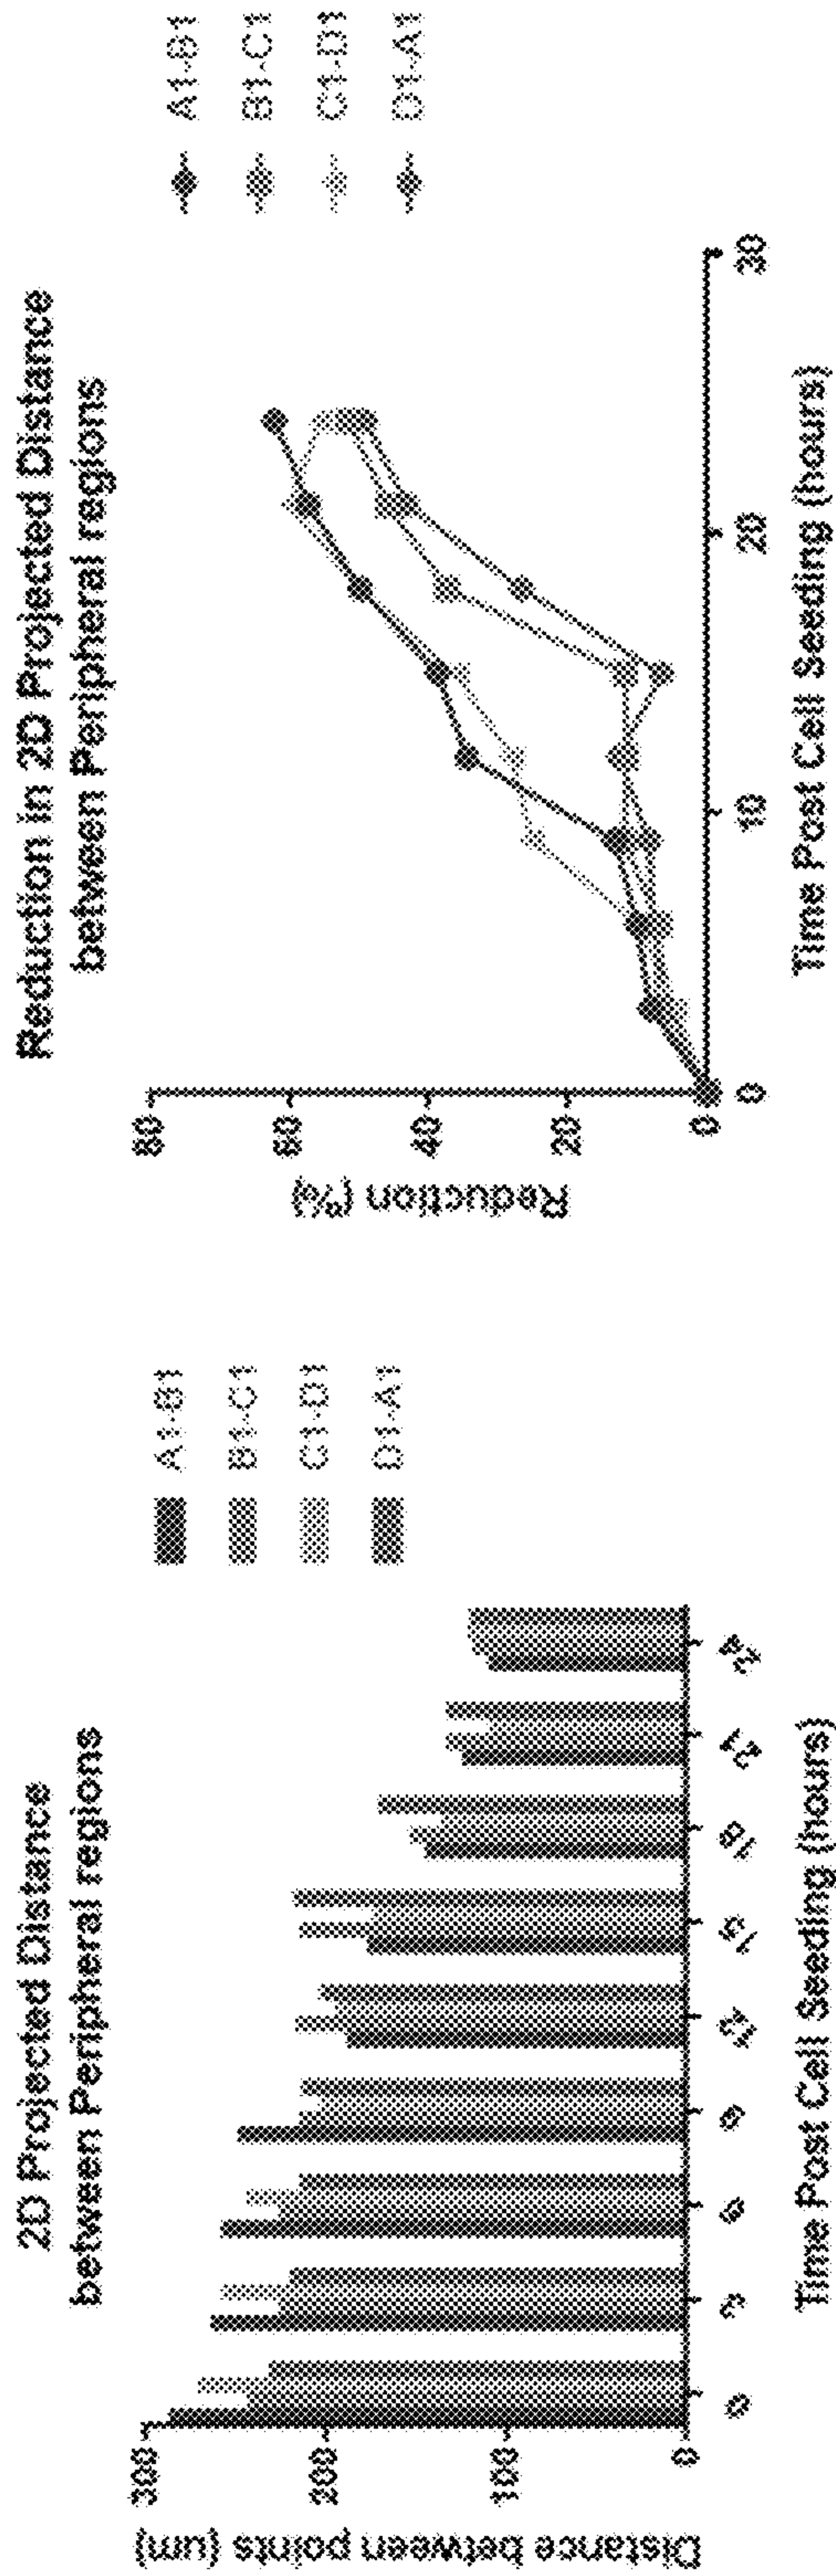 2D Projected Distance
between Peripheral regions
Distance between points (um)
300
200
100
0
0
3
6
9
12
15
18
21
24
Time Post Cell Seeding (hours)
A1-B1
B1-C1
C1-D1
D1-A1
Reduction in 2D Projected Distance
between Peripheral regions
Reduction (%)
80
60
40
20
0
0
10
20
30
Time Post Cell Seeding (hours)
A1-B1
B1-C1
C1-D1
D1-A1